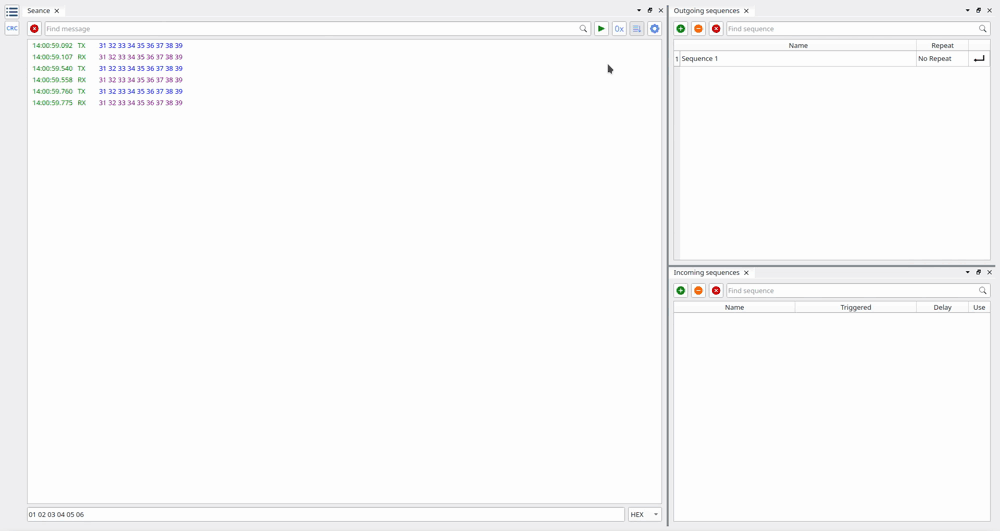 Seance
CRC
Find message
0x
14:00:59.092 TX 31 32 33 34 35 36 37 38 39
14:00:59.107 RX 31 32 33 34 35 36 37 38 39
14:00:59.540 TX 31 32 33 34 35 36 37 38 39
14:00:59.558 RX 31 32 33 34 35 36 37 38 39
14:00:59.760 TX 31 32 33 34 35 36 37 38 39
14:00:59.775 RX 31 32 33 34 35 36 37 38 39
01 02 03 04 05 06
HEX
Outgoing sequences
Find sequence
Name Repeat
1 Sequence 1 No Repeat
Incoming sequences
Find sequence
Name Triggered Delay Use